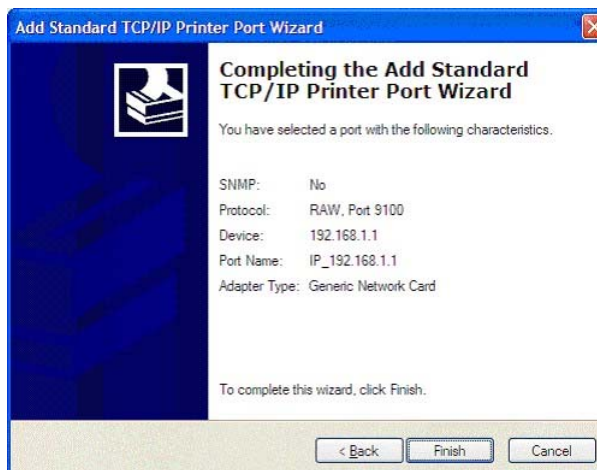 Add Standard TCP/IP Printer Port Wizard
Completing the Add Standard
TCP/IP Printer Port Wizard
You have selected a port with the following characteristics.
SNMP: No
Protocol: RAW, Port 9100
Device: 192.168.1.1
Port Name: IP_192.168.1.1
Adapter Type: Generic Network Card
To complete this wizard, click Finish.
< Back Finish Cancel